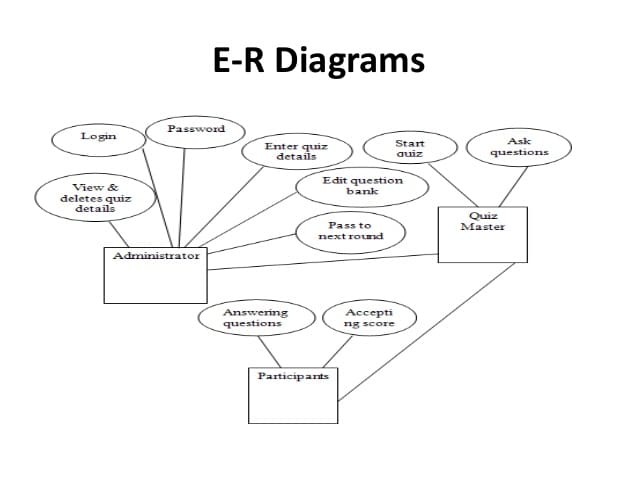 E-R Diagrams
Login
Password
Enter quiz
details
Start
quiz
Ask
questions
View &
deletes quiz
details
Edit question
bank
Pass to
next round
Quiz
Master
Administrator
Answering
questions
Accepti
ng score
Participants